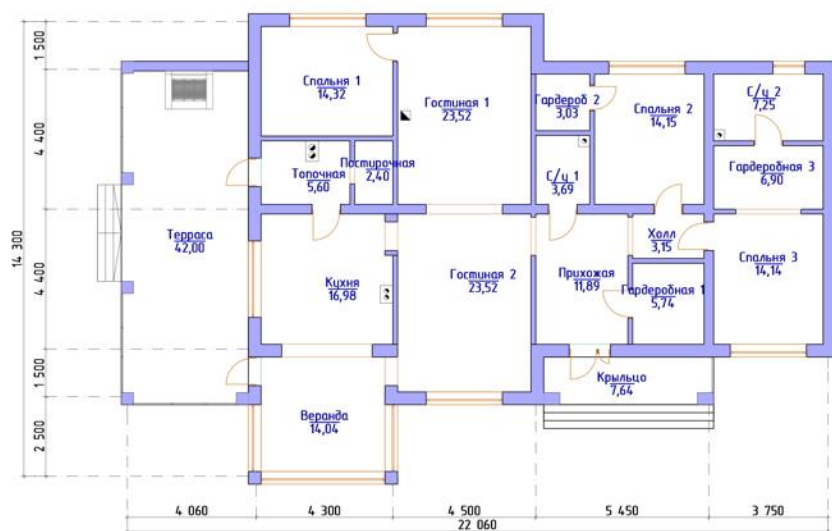 1 500
4 400
14 300
4 400
1 500
2 500
Спальня 1
14,32
Гостиная 1
23,52
Гардероб 2
3,03
Спальня 2
14,15
С/у 2
7,25
Топочная
5,60
Постирочная
2,40
С/у 1
3,69
Гардеробная 3
6,90
Терраса
42,00
Кухня
16,98
Гостиная 2
23,52
Прихожая
11,89
Холл
3,15
Гардеробная 1
5,74
Спальня 3
14,14
Веранда
14,04
Крыльцо
7,64
4 060
4 300
4 500
5 450
3 750
22 060